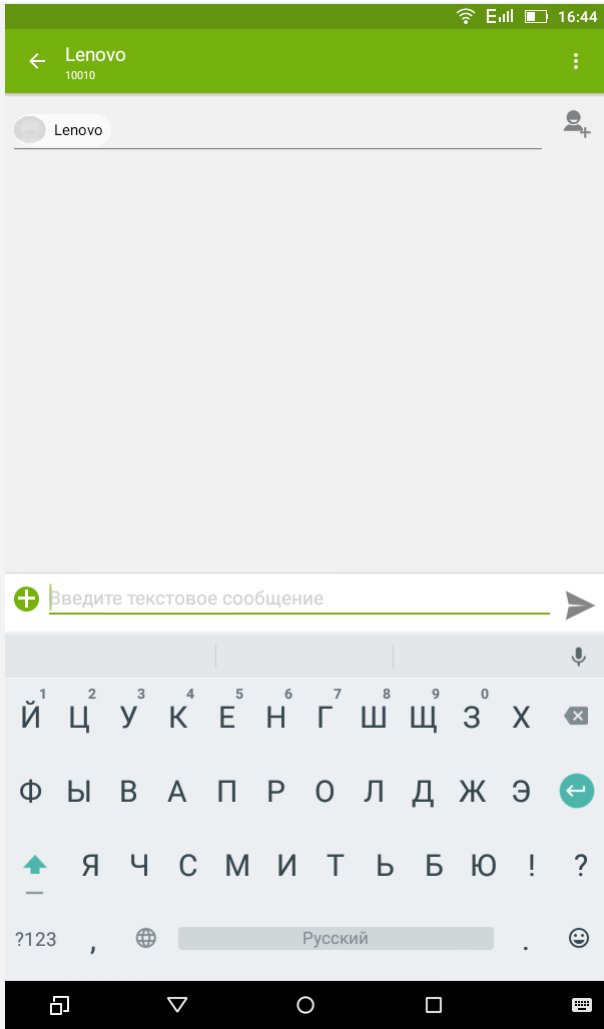 E 16:44
Lenovo
10010
Lenovo
Введите текстовое сообщение
1 2 3 4 5 6 7 8 9 0
Й Ц У К Е Н Г Ш Щ З Х
Ф Ы В А П Р О Л Д Ж Э
Я Ч С М И Т Ь Б Ю ! ?
?123 , Русский .